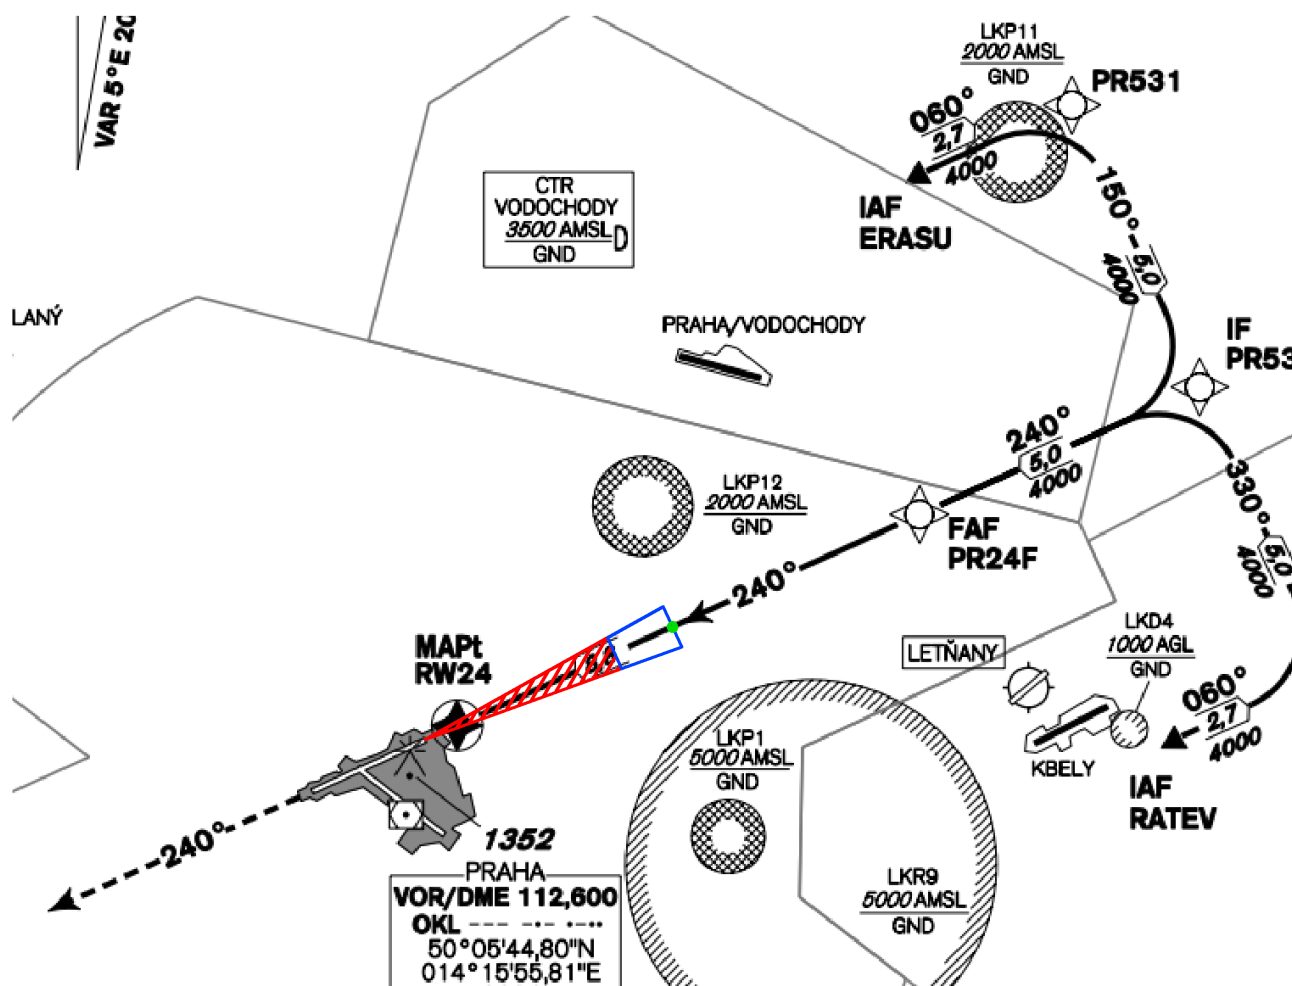 VAR 5°E 20
LKP11
2000 AMSL
GND
PR531
060°
2,7
4000
IAF
ERASU
150°
5,0
4000
CTR
VODOCHODY
3500 AMSL D
GND
LANÝ
PRAHA/VODOCHODY
IF
PR53
240°
5,0
4000
330°
5,0
4000
LKP12
2000 AMSL
GND
FAF
PR24F
240°
MAPt
RW24
LETŇANY
LKD4
1000 AGL
GND
060°
2,7
4000
KBELY
IAF
RATEV
LKP1
5000 AMSL
GND
LKR9
5000 AMSL
GND
240°
1352
PRAHA
VOR/DME 112,600
OKL
50°05'44,80"N
014°15'55,81"E